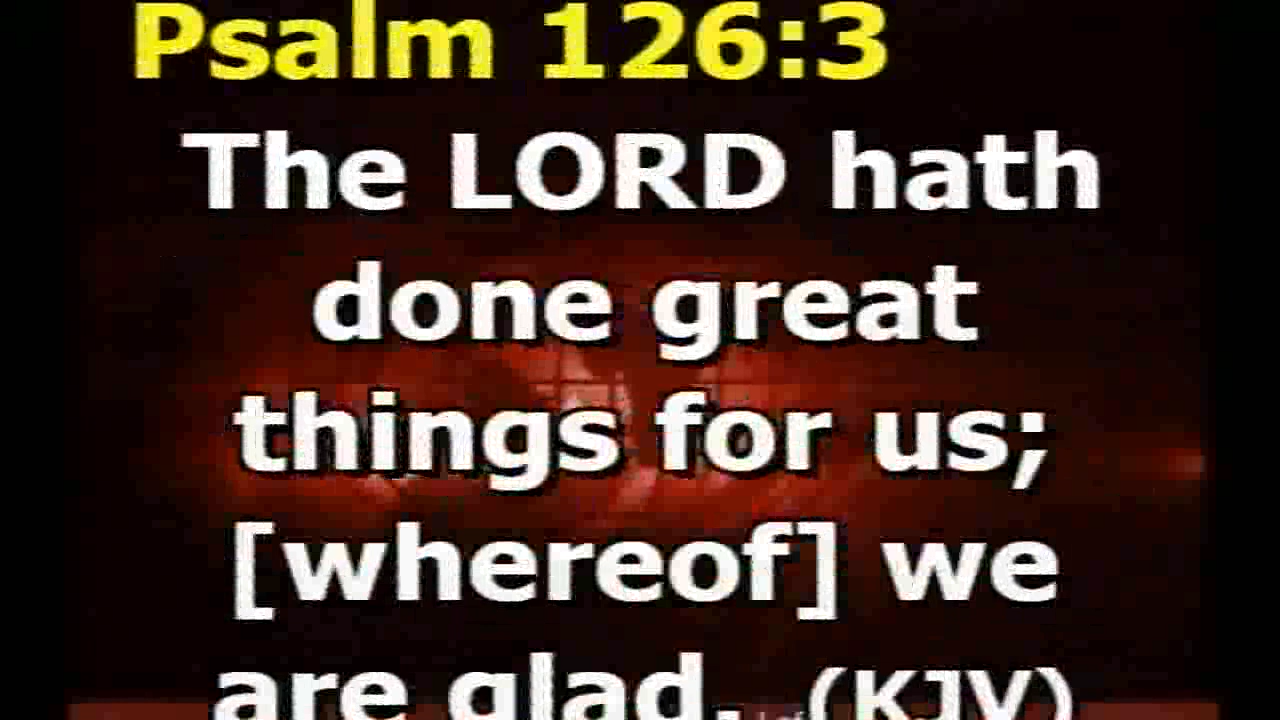 Psalm 126:3
The LORD hath
done great
things for us;
[whereof] we
are glad. (KJV)